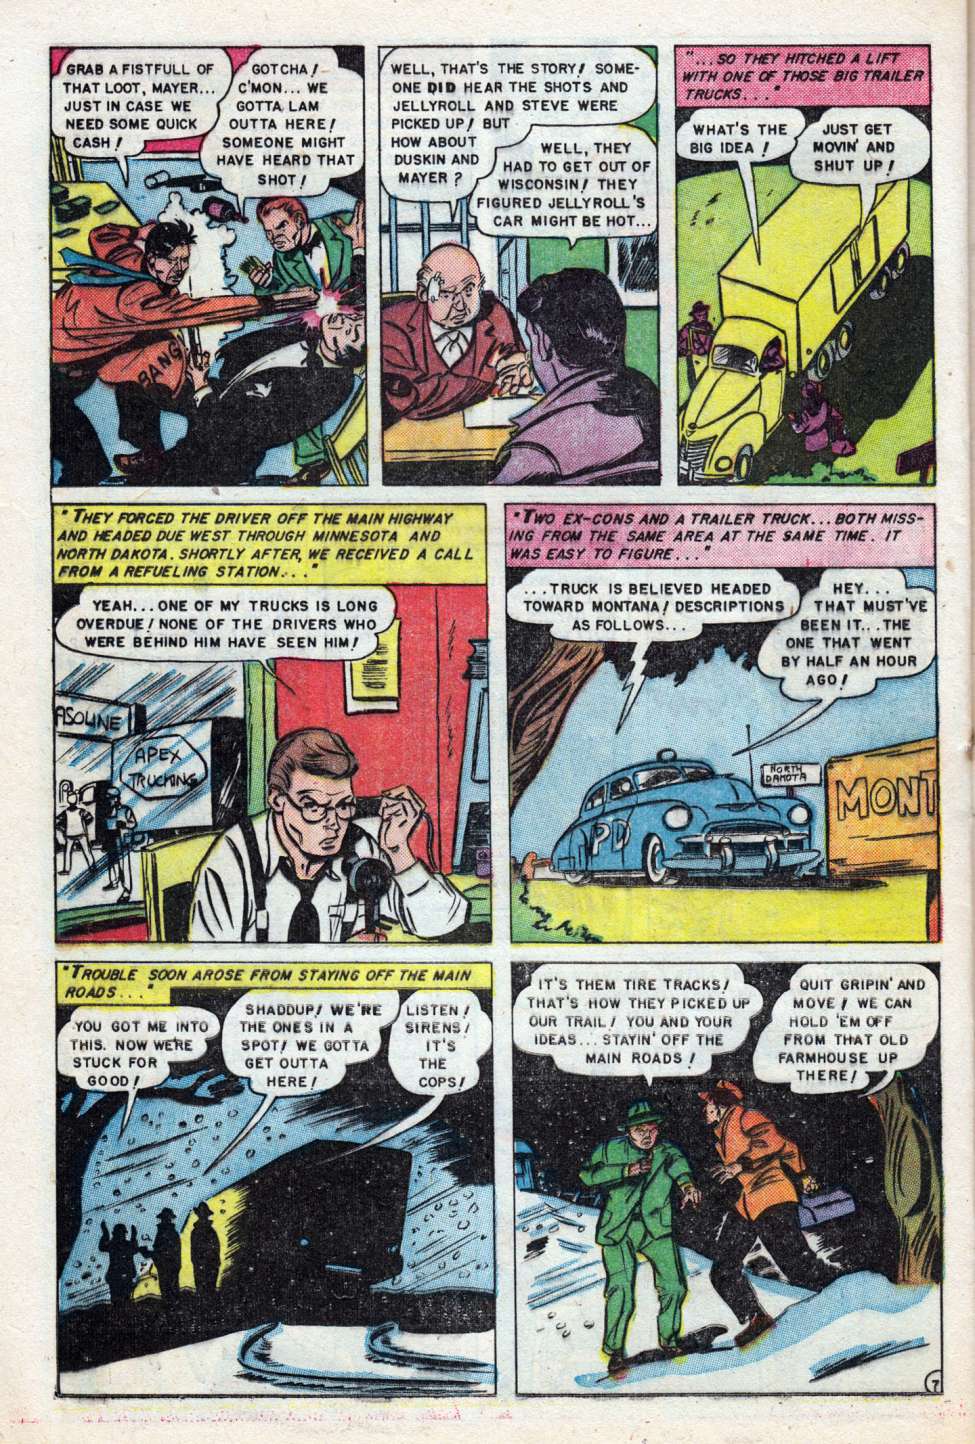 GRAB A FISTFULL OF
THAT LOOT, MAYER...
JUST IN CASE WE
NEED SOME QUICK
CASH!
GOTCHA!
C'MON... WE
GOTTA LAM
OUTTA HERE!
SOMEONE MIGHT
HAVE HEARD THAT
SHOT!
BANG!
WELL, THAT'S THE STORY! SOME-
ONE DID HEAR THE SHOTS AND
JELLYROLL AND STEVE WERE
PICKED UP! BUT
HOW ABOUT
DUSKIN AND
MAYER?
WELL, THEY
HAD TO GET OUT OF
WISCONSIN! THEY
FIGURED JELLYROLL'S
CAR MIGHT BE HOT...
"...SO THEY HITCHED A LIFT
WITH ONE OF THOSE BIG TRAILER
TRUCKS..."
WHAT'S THE
BIG IDEA!
JUST GET
MOVIN' AND
SHUT UP!
"THEY FORCED THE DRIVER OFF THE MAIN HIGHWAY
AND HEADED DUE WEST THROUGH MINNESOTA AND
NORTH DAKOTA. SHORTLY AFTER, WE RECEIVED A CALL
FROM A REFUELING STATION..."
YEAH... ONE OF MY TRUCKS IS LONG
OVERDUE! NONE OF THE DRIVERS WHO
WERE BEHIND HIM HAVE SEEN HIM!
GASOLINE
APEX
TRUCKING
"TWO EX-CONS AND A TRAILER TRUCK... BOTH MISS-
ING FROM THE SAME AREA AT THE SAME TIME. IT
WAS EASY TO FIGURE..."
...TRUCK IS BELIEVED HEADED
TOWARD MONTANA! DESCRIPTIONS
AS FOLLOWS...
HEY...
THAT MUST'VE
BEEN IT...THE
ONE THAT WENT
BY HALF AN HOUR
AGO!
NORTH
DAKOTA
MONT
PD
"TROUBLE SOON AROSE FROM STAYING OFF THE MAIN
ROADS..."
YOU GOT ME INTO
THIS. NOW WE'RE
STUCK FOR
GOOD!
SHADDUP! WE'RE
THE ONES IN A
SPOT! WE GOTTA
GET OUTTA
HERE!
LISTEN!
SIRENS!
IT'S
THE
COPS!
IT'S THEM TIRE TRACKS!
THAT'S HOW THEY PICKED UP
OUR TRAIL! YOU AND YOUR
IDEAS... STAYIN' OFF THE
MAIN ROADS!
QUIT GRIPIN' AND
MOVE! WE CAN
HOLD 'EM OFF
FROM THAT OLD
FARMHOUSE UP
THERE!
7